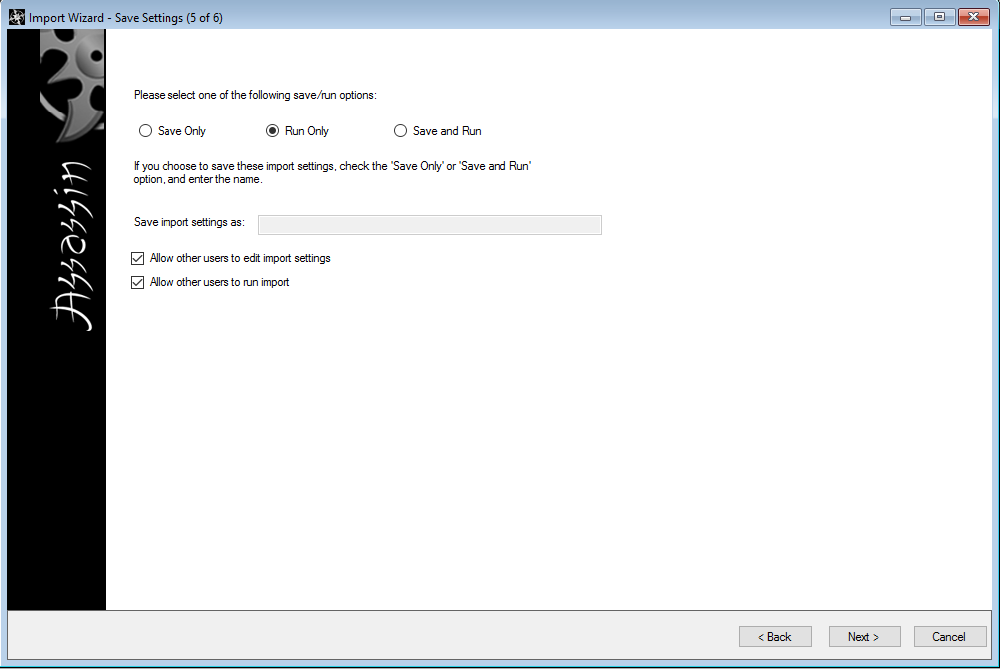 Import Wizard - Save Settings (5 of 6)
Assassin
Please select one of the following save/run options:
Save Only Run Only Save and Run
If you choose to save these import settings, check the 'Save Only' or 'Save and Run'
option, and enter the name.
Save import settings as:
Allow other users to edit import settings
Allow other users to run import
< Back Next > Cancel